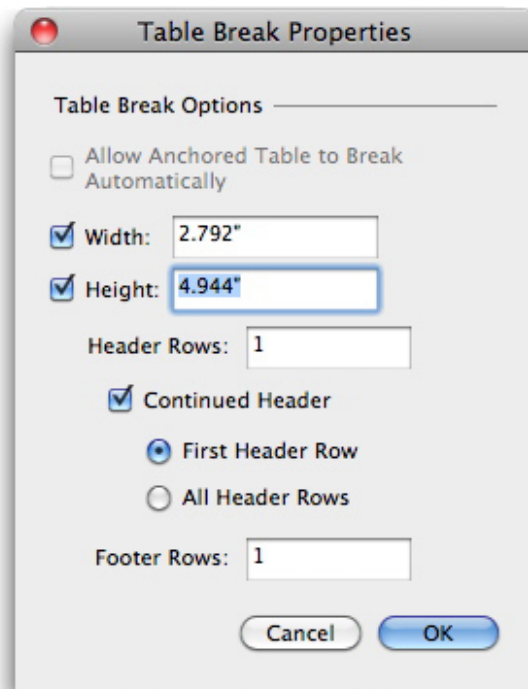 Table Break Properties
Table Break Options
Allow Anchored Table to Break
Automatically
Width: 2.792"
Height: 4.944"
Header Rows: 1
Continued Header
First Header Row
All Header Rows
Footer Rows: 1
Cancel OK